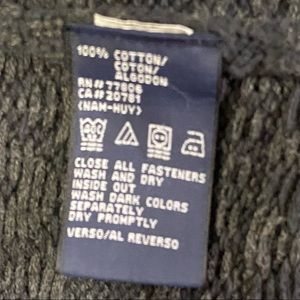 100% COTTON/
COTON/
ALGODON
RN# 77806
CA# 20781
(NAM-HUY)
CLOSE ALL FASTENERS
WASH AND DRY
INSIDE OUT
WASH DARK COLORS
SEPARATELY
DRY PROMPTLY
VERSO/AL REVERSO